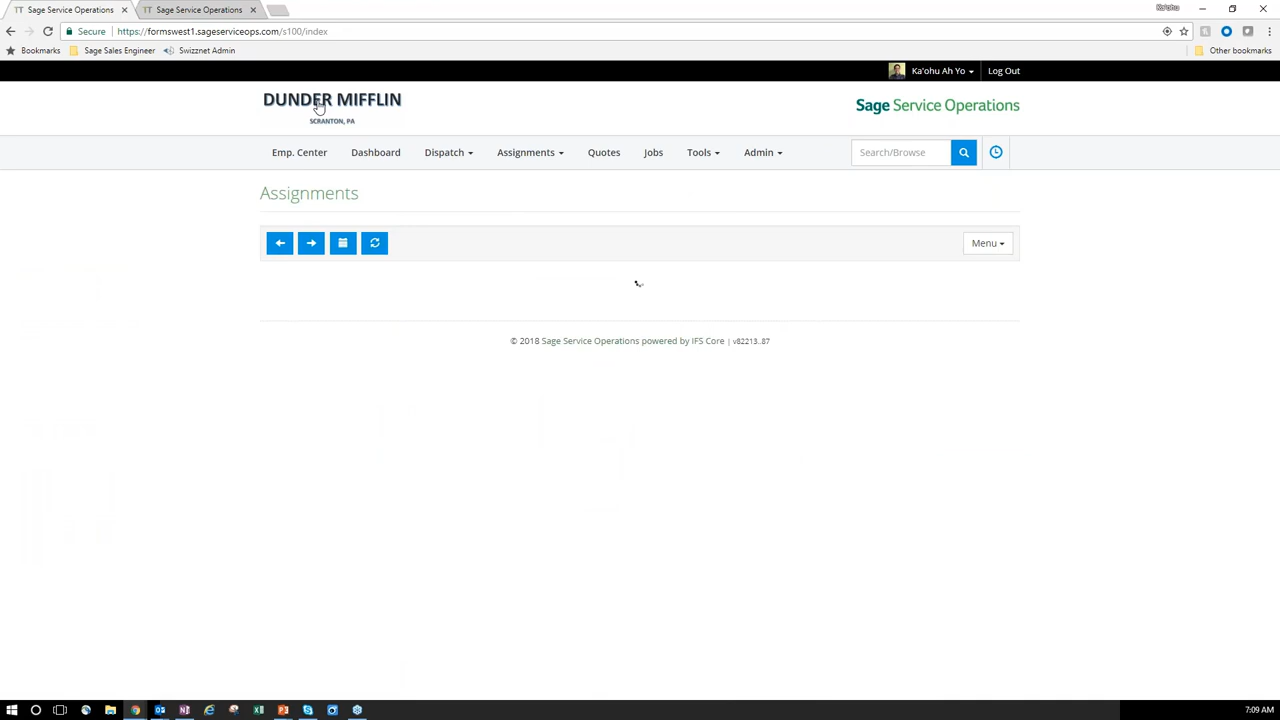 Sage Service Operations
Sage Service Operations
Ka'ohu
Secure
https://formswest1.sageserviceops.com/s100/index
Bookmarks
Sage Sales Engineer
Swizznet Admin
Other bookmarks
Ka'ohu Ah Yo
Log Out
DUNDER MIFFLIN
SCRANTON, PA
Sage Service Operations
Emp. Center
Dashboard
Dispatch
Assignments
Quotes
Jobs
Tools
Admin
Search/Browse
Assignments
Menu
© 2018 Sage Service Operations powered by IFS Core | v82213..87
7:09 AM